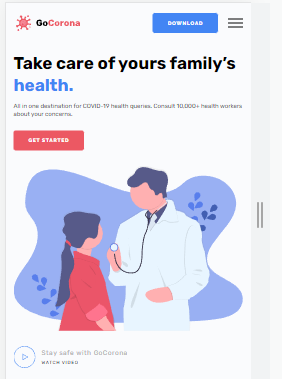 GoCorona
DOWNLOAD
Take care of yours family's
health.
All in one destination for COVID-19 health queries. Consult 10,000+ health workers
about your concerns.
GET STARTED
Stay safe with GoCorona
WATCH VIDEO